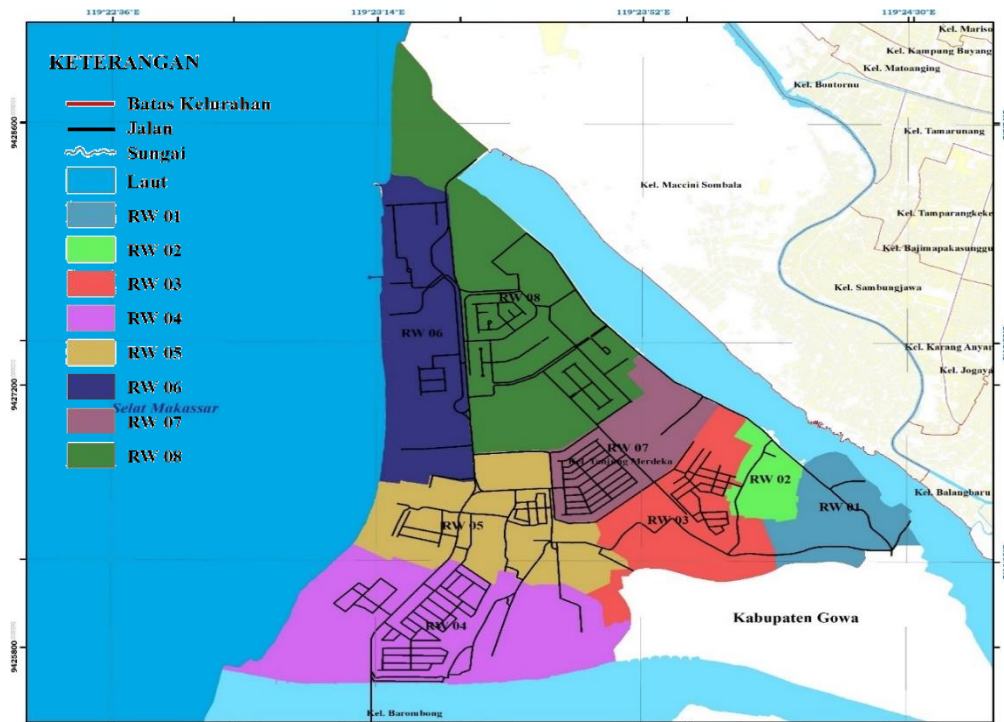 119°22'36"E
119°23'14"E
119°23'52"E
119°24'30"E
KETERANGAN
Batas Kelurahan
Jalan
Sungai
Laut
RW 01
RW 02
RW 03
RW 04
RW 05
RW 06
RW 07
RW 08
Selat Makassar
9428600
9427200
9425800
Kel. Mariso
Kel. Kampung Buyang
Kel. Matoanging
Kel. Bontornu
Kel. Tamarunang
Kel. Maccini Sombala
Kel. Tamparangkeke
Kel. Bajimapakasunggu
Kel. Sambungjawa
Kel. Karang Anyar
Kel. Jogaya
Kel. Balangbaru
RW 08
RW 06
RW 07
Kel. Tanjung Merdeka
RW 02
RW 01
RW 03
RW 05
RW 04
Kabupaten Gowa
Kel. Barombong